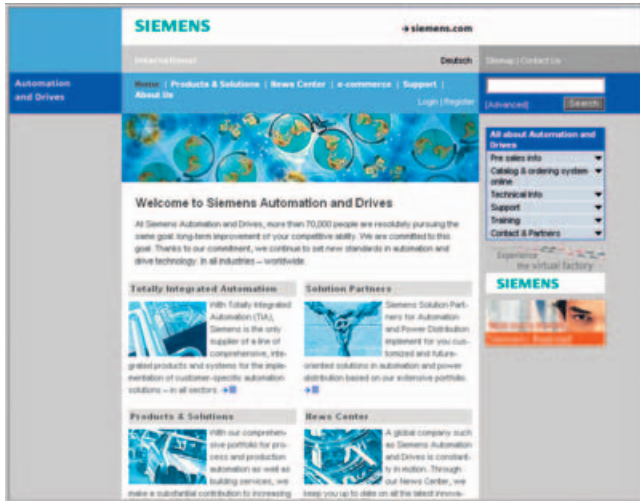 SIEMENS
→ siemens.com
International
Deutsch
Sitemap | Contact Us
Automation
and Drives
Home | Products & Solutions | News Center | e-commerce | Support |
About Us
Login | Register
[Advanced]
Search
All about Automation and
Drives
Pre sales info
Catalog & ordering system
online
Technical Info
Support
Training
Contact & Partners
Experience
the virtual factory
SIEMENS
Welcome to Siemens Automation and Drives
At Siemens Automation and Drives, more than 70,000 people are resolutely pursuing the
same goal: long-term improvement of your competitive ability. We are committed to this
goal. Thanks to our commitment, we continue to set new standards in automation and
drive technology. In all industries – worldwide.
Totally Integrated Automation
With Totally Integrated
Automation (TIA),
Siemens is the only
supplier of a line of
comprehensive, inte-
grated products and systems for the imple-
mentation of customer-specific automation
solutions – in all sectors. →
Solution Partners
Siemens Solution Part-
ners for Automation
and Power Distribution
implement for you cus-
tomized and future-
oriented solutions in automation and power
distribution based on our extensive portfolio.
→
Products & Solutions
With our comprehen-
sive portfolio for pro-
cess and production
automation as well as
building services, we
make a substantial contribution to increasing
News Center
A global company such
as Siemens Automation
and Drives is constant-
ly in motion. Through
our News Center, we
keep you up to date on all the latest innova-